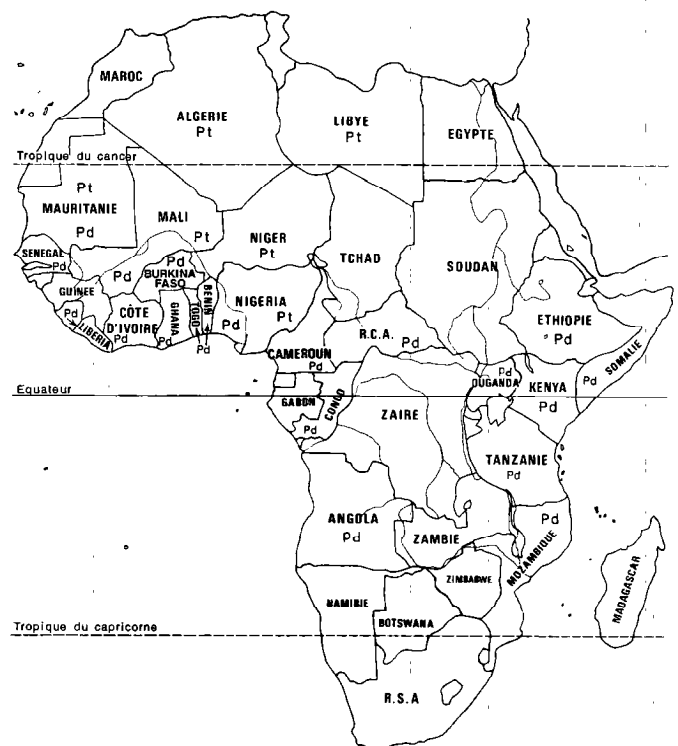 MAROC
ALGERIE
Pt
LIBYE
Pt
EGYPTE
Tropique du cancer
Pt
MAURITANIE
Pd
MALI
Pt
NIGER
Pt
TCHAD
SOUDAN
SENEGAL
Pd
GUINEE
Pd
LIBERIA
Pd
CÔTE
D'IVOIRE
Pd
Pd
BURKINA
FASO
GHANA
Pd
TOGO
BENIN
Pd
NIGERIA
Pt
Pd
CAMEROUN
Pd
R.C.A.
Pd
ETHIOPIE
Pd
SOMALIE
Pd
Pd
OUGANDA
KENYA
Pd
Equateur
GABON
CONGO
Pd
ZAIRE
TANZANIE
Pd
ANGOLA
Pd
ZAMBIE
Pd
MOZAMBIQUE
ZIMBABWE
MADAGASCAR
NAMIBIE
BOTSWANA
Tropique du capricorne
R.S.A